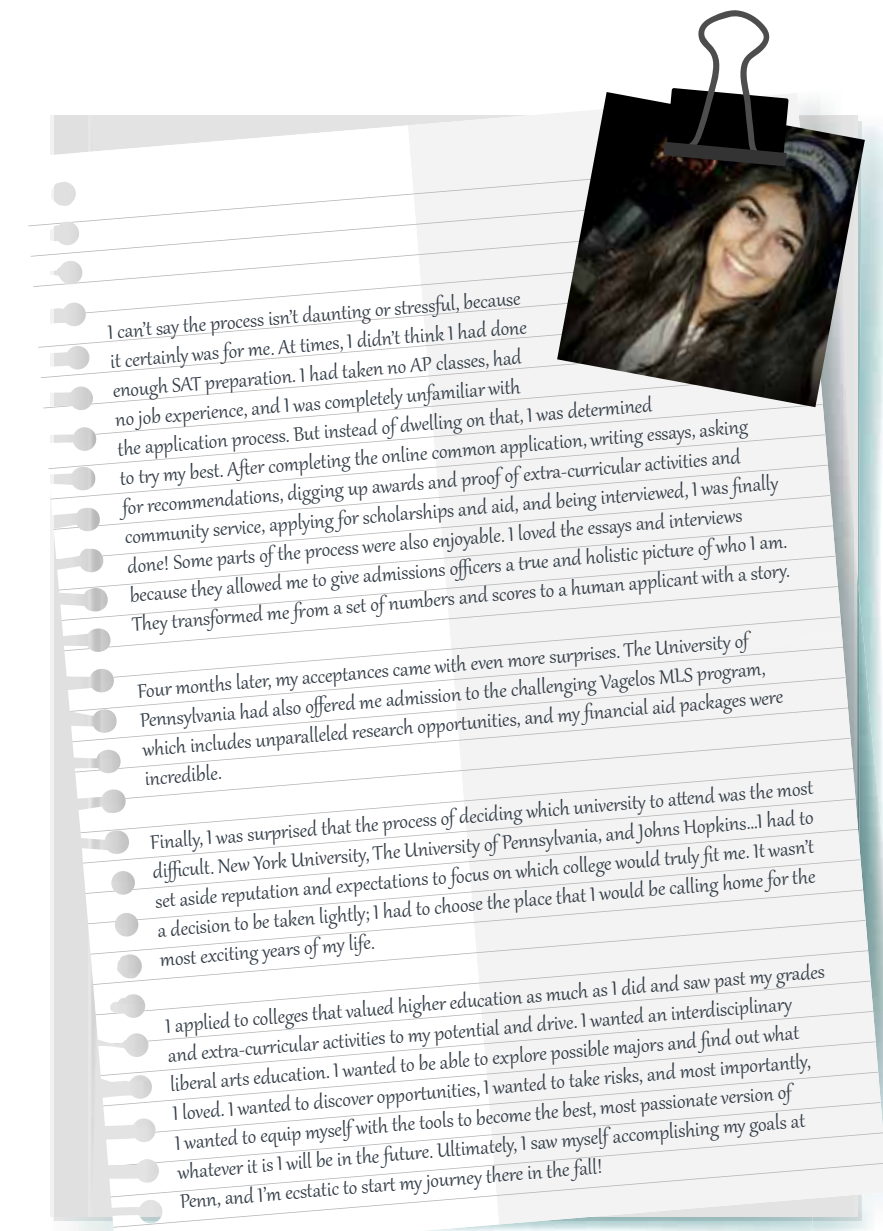 I can't say the process isn't daunting or stressful, because
it certainly was for me. At times, I didn't think I had done
enough SAT preparation. I had taken no AP classes, had
no job experience, and I was completely unfamiliar with
the application process. But instead of dwelling on that, I was determined
to try my best. After completing the online common application, writing essays, asking
for recommendations, digging up awards and proof of extra-curricular activities and
community service, applying for scholarships and aid, and being interviewed, I was finally
done! Some parts of the process were also enjoyable. I loved the essays and interviews
because they allowed me to give admissions officers a true and holistic picture of who I am.
They transformed me from a set of numbers and scores to a human applicant with a story.
Four months later, my acceptances came with even more surprises. The University of
Pennsylvania had also offered me admission to the challenging Vagelos MLS program,
which includes unparalleled research opportunities, and my financial aid packages were
incredible.
Finally, I was surprised that the process of deciding which university to attend was the most
difficult. New York University, The University of Pennsylvania, and Johns Hopkins...I had to
set aside reputation and expectations to focus on which college would truly fit me. It wasn't
a decision to be taken lightly; I had to choose the place that I would be calling home for the
most exciting years of my life.
I applied to colleges that valued higher education as much as I did and saw past my grades
and extra-curricular activities to my potential and drive. I wanted an interdisciplinary
liberal arts education. I wanted to be able to explore possible majors and find out what
I loved. I wanted to discover opportunities, I wanted to take risks, and most importantly,
I wanted to equip myself with the tools to become the best, most passionate version of
whatever it is I will be in the future. Ultimately, I saw myself accomplishing my goals at
Penn, and I'm ecstatic to start my journey there in the fall!